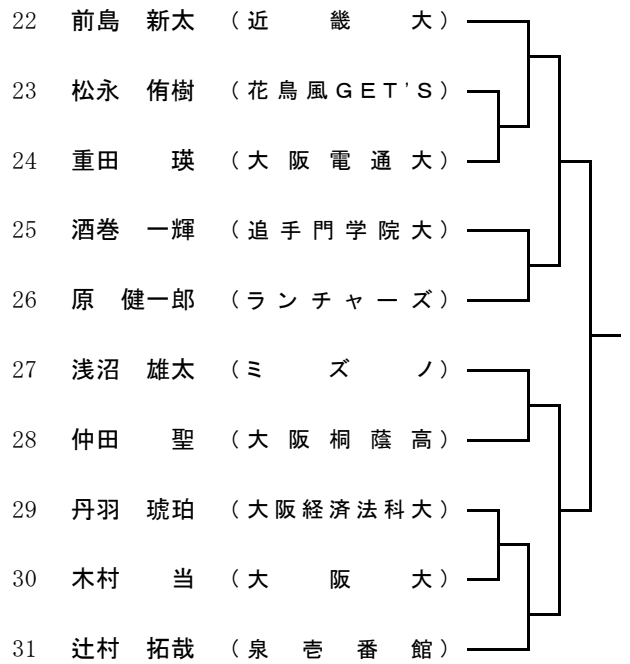 22 前島 新太 （近畿大）
23 松永 侑樹 （花鳥風GET'S）
24 重田 瑛 （大阪電通大）
25 酒巻 一輝 （追手門学院大）
26 原 健一郎 （ランチャーズ）
27 浅沼 雄太 （ミズノ）
28 仲田 聖 （大阪桐蔭高）
29 丹羽 琥珀 （大阪経済法科大）
30 木村 当 （大阪大）
31 辻村 拓哉 （泉壱番館）